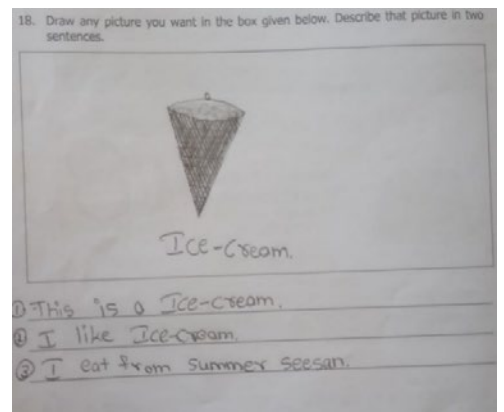 18. Draw any picture you want in the box given below. Describe that picture in two
sentences.
Ice-Cream.
① This is a Ice-cream.
② I like Ice-cream.
③ I eat from summer seesan.